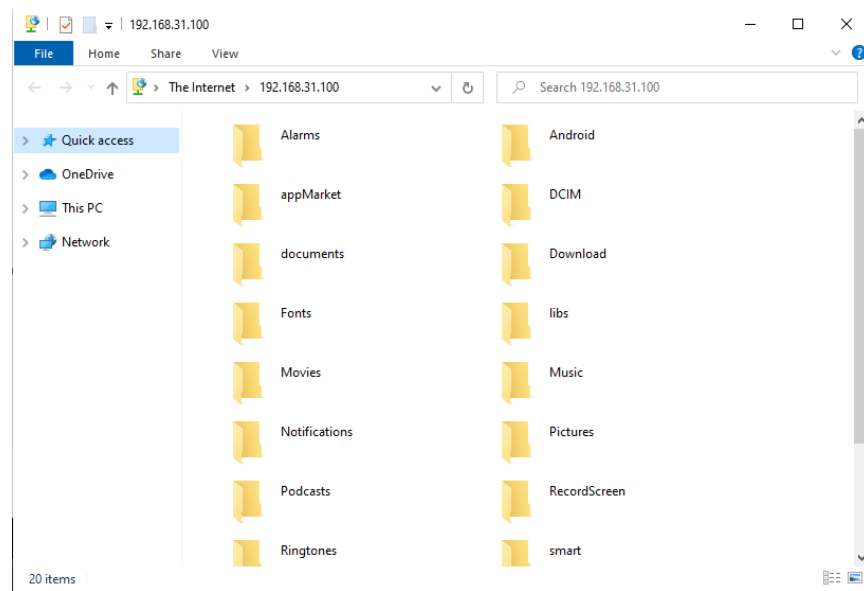 192.168.31.100
File Home Share View
The Internet 192.168.31.100
Search 192.168.31.100
Quick access
OneDrive
This PC
Network
Alarms Android
appMarket DCIM
documents Download
Fonts libs
Movies Music
Notifications Pictures
Podcasts RecordScreen
Ringtones smart
20 items